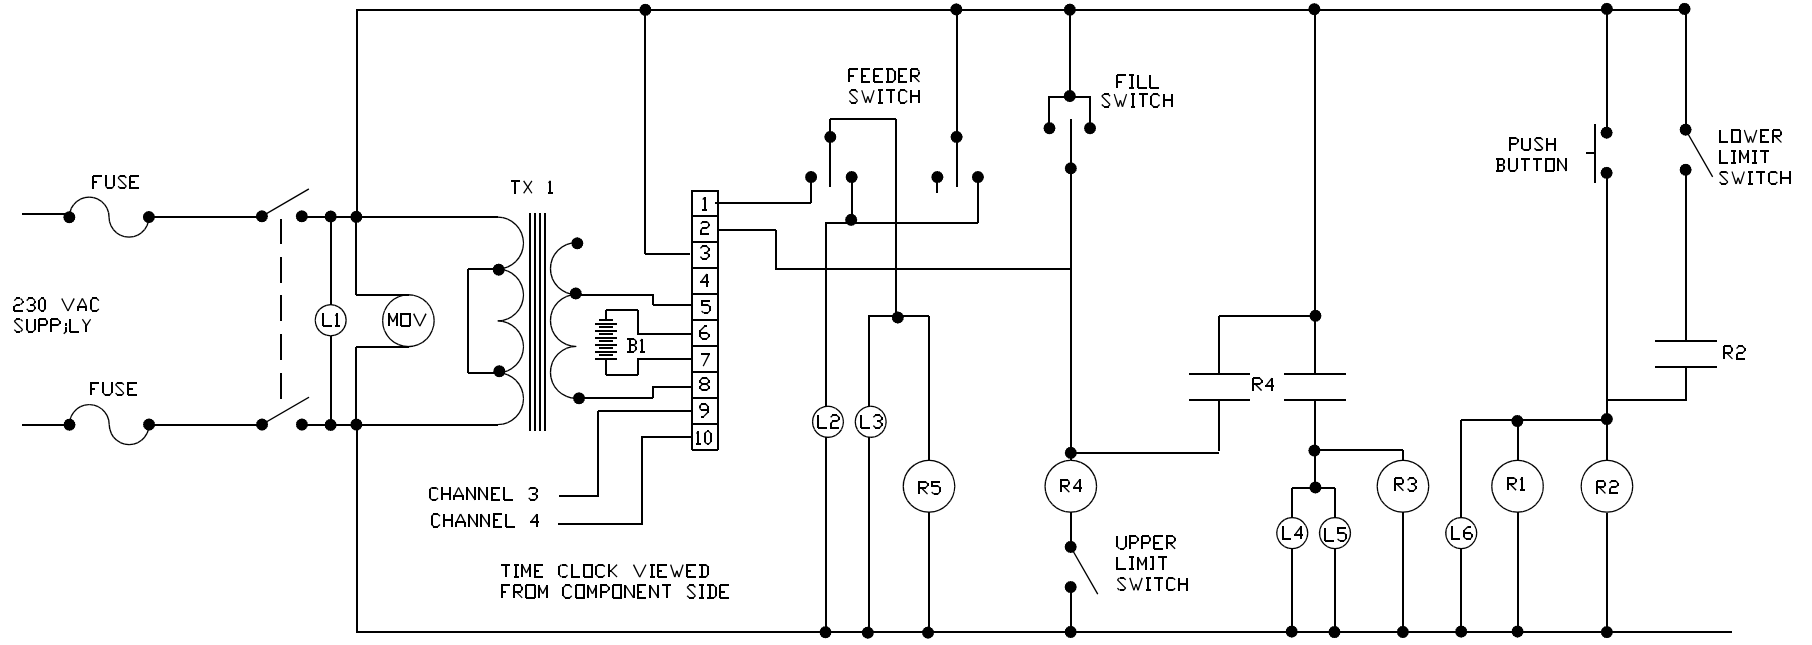 FEEDER
SWITCH
FILL
SWITCH
PUSH
BUTTON
LOWER
LIMIT
SWITCH
FUSE
TX 1
1
2
3
4
5
6
7
8
9
10
230 VAC
SUPP;LY
L1
MOV
B1
R2
R4
FUSE
L2
L3
CHANNEL 3
CHANNEL 4
R5
R4
R3
R1
R2
L4
L5
L6
UPPER
LIMIT
SWITCH
TIME CLOCK VIEWED
FROM COMPONENT SIDE